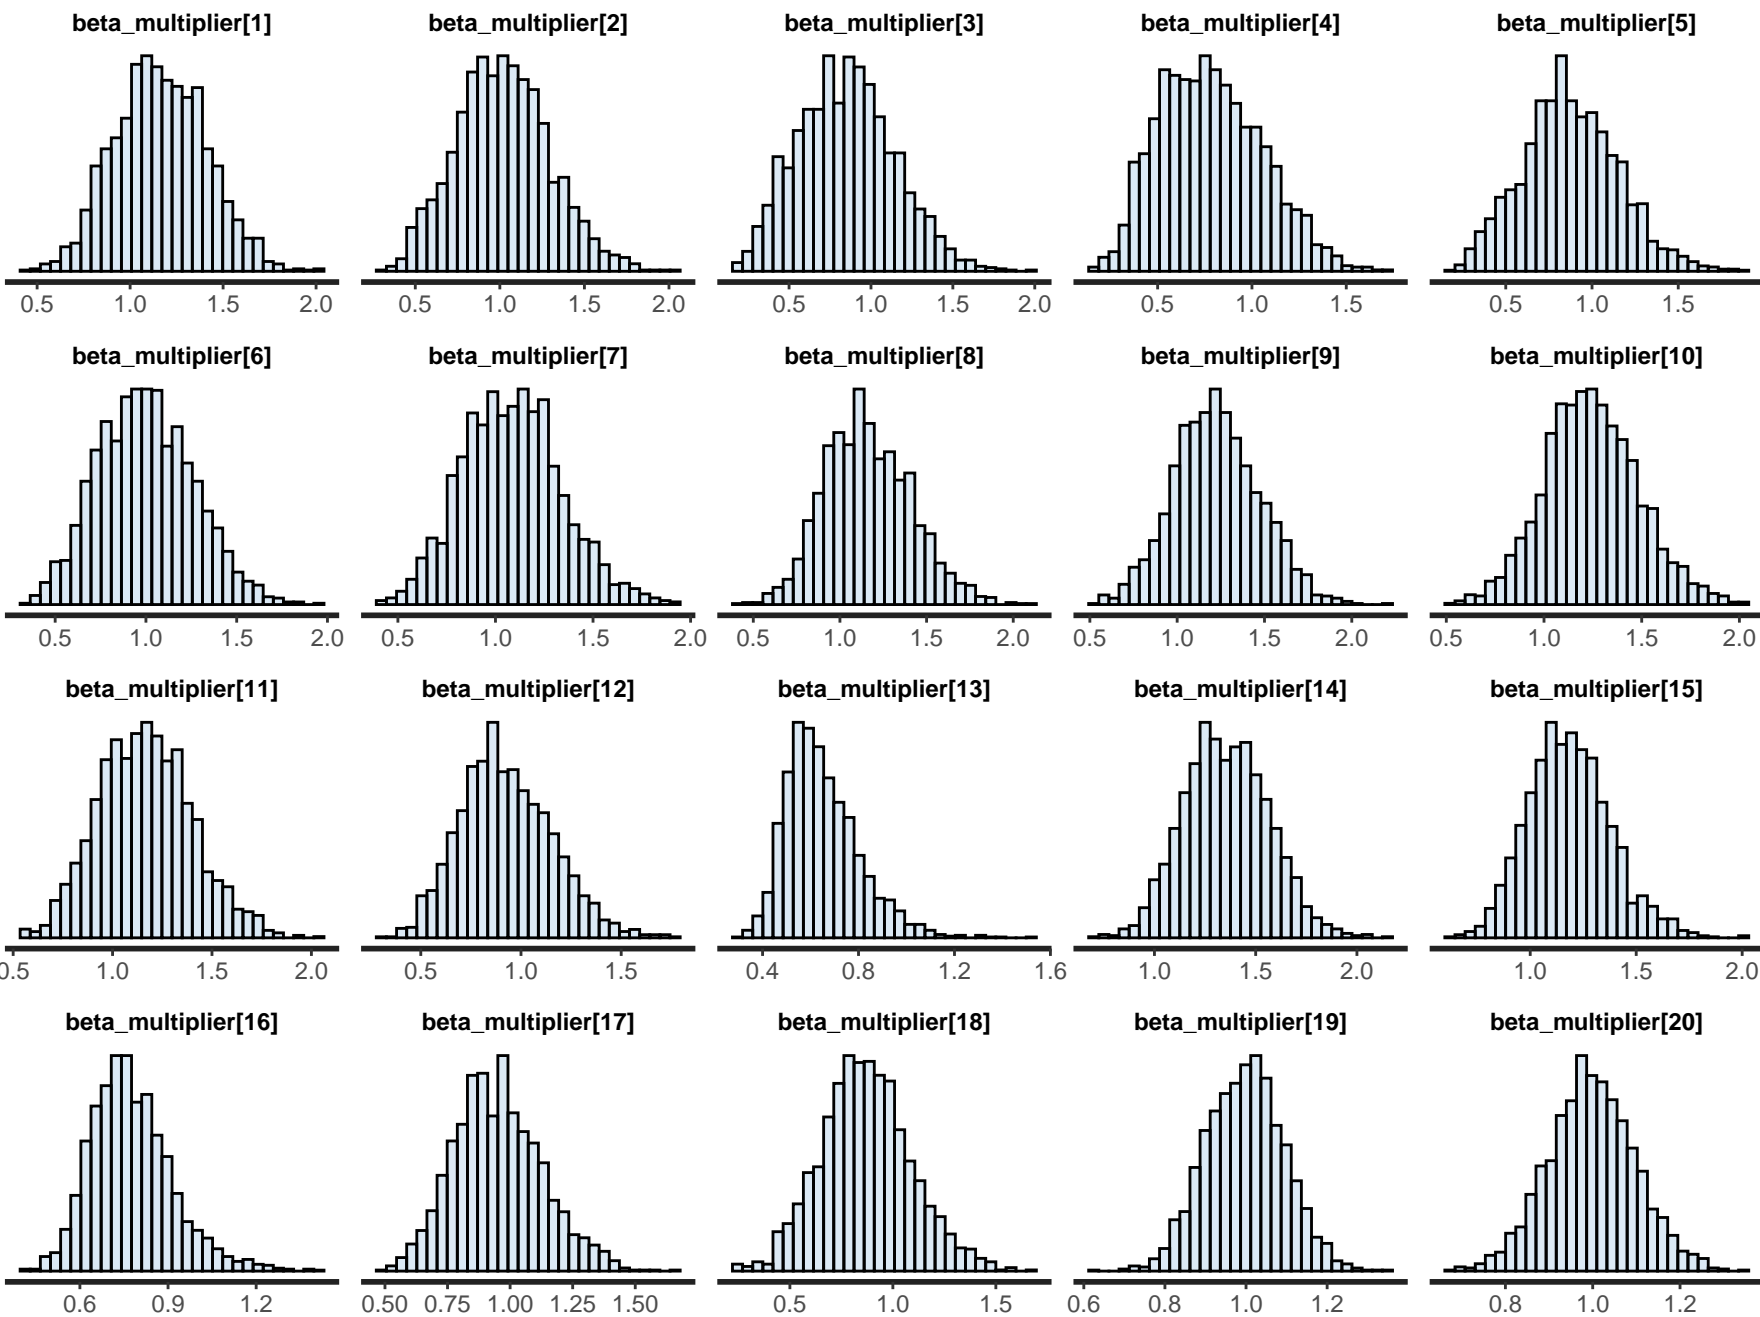 beta_multiplier[1] beta_multiplier[2] beta_multiplier[3] beta_multiplier[4] beta_multiplier[5]
0.5 1.0 1.5 2.0 0.5 1.0 1.5 2.0 0.5 1.0 1.5 2.0 0.5 1.0 1.5 0.5 1.0 1.5
beta_multiplier[6] beta_multiplier[7] beta_multiplier[8] beta_multiplier[9] beta_multiplier[10]
0.5 1.0 1.5 2.0 0.5 1.0 1.5 2.0 0.5 1.0 1.5 2.0 0.5 1.0 1.5 2.0 0.5 1.0 1.5 2.0
beta_multiplier[11] beta_multiplier[12] beta_multiplier[13] beta_multiplier[14] beta_multiplier[15]
0.5 1.0 1.5 2.0 0.5 1.0 1.5 0.4 0.8 1.2 1.6 1.0 1.5 2.0 1.0 1.5 2.0
beta_multiplier[16] beta_multiplier[17] beta_multiplier[18] beta_multiplier[19] beta_multiplier[20]
0.6 0.9 1.2 0.50 0.75 1.00 1.25 1.50 0.5 1.0 1.5 0.6 0.8 1.0 1.2 0.8 1.0 1.2